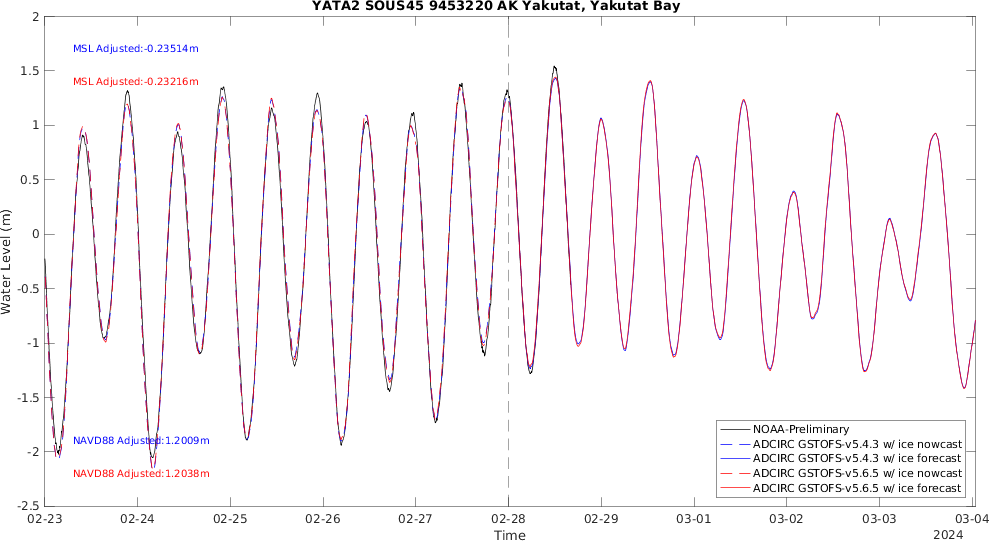 YATA2 SOUS45 9453220 AK Yakutat, Yakutat Bay
2
1.5
1
0.5
0
-0.5
-1
-1.5
-2
-2.5
Water Level (m)
MSL Adjusted:-0.23514m
MSL Adjusted:-0.23216m
NAVD88 Adjusted:1.2009m
NAVD88 Adjusted:1.2038m
NOAA-Preliminary
ADCIRC GSTOFS-v5.4.3 w/ ice nowcast
ADCIRC GSTOFS-v5.4.3 w/ ice forecast
ADCIRC GSTOFS-v5.6.5 w/ ice nowcast
ADCIRC GSTOFS-v5.6.5 w/ ice forecast
02-23 02-24 02-25 02-26 02-27 02-28 02-29 03-01 03-02 03-03 03-04
Time
2024